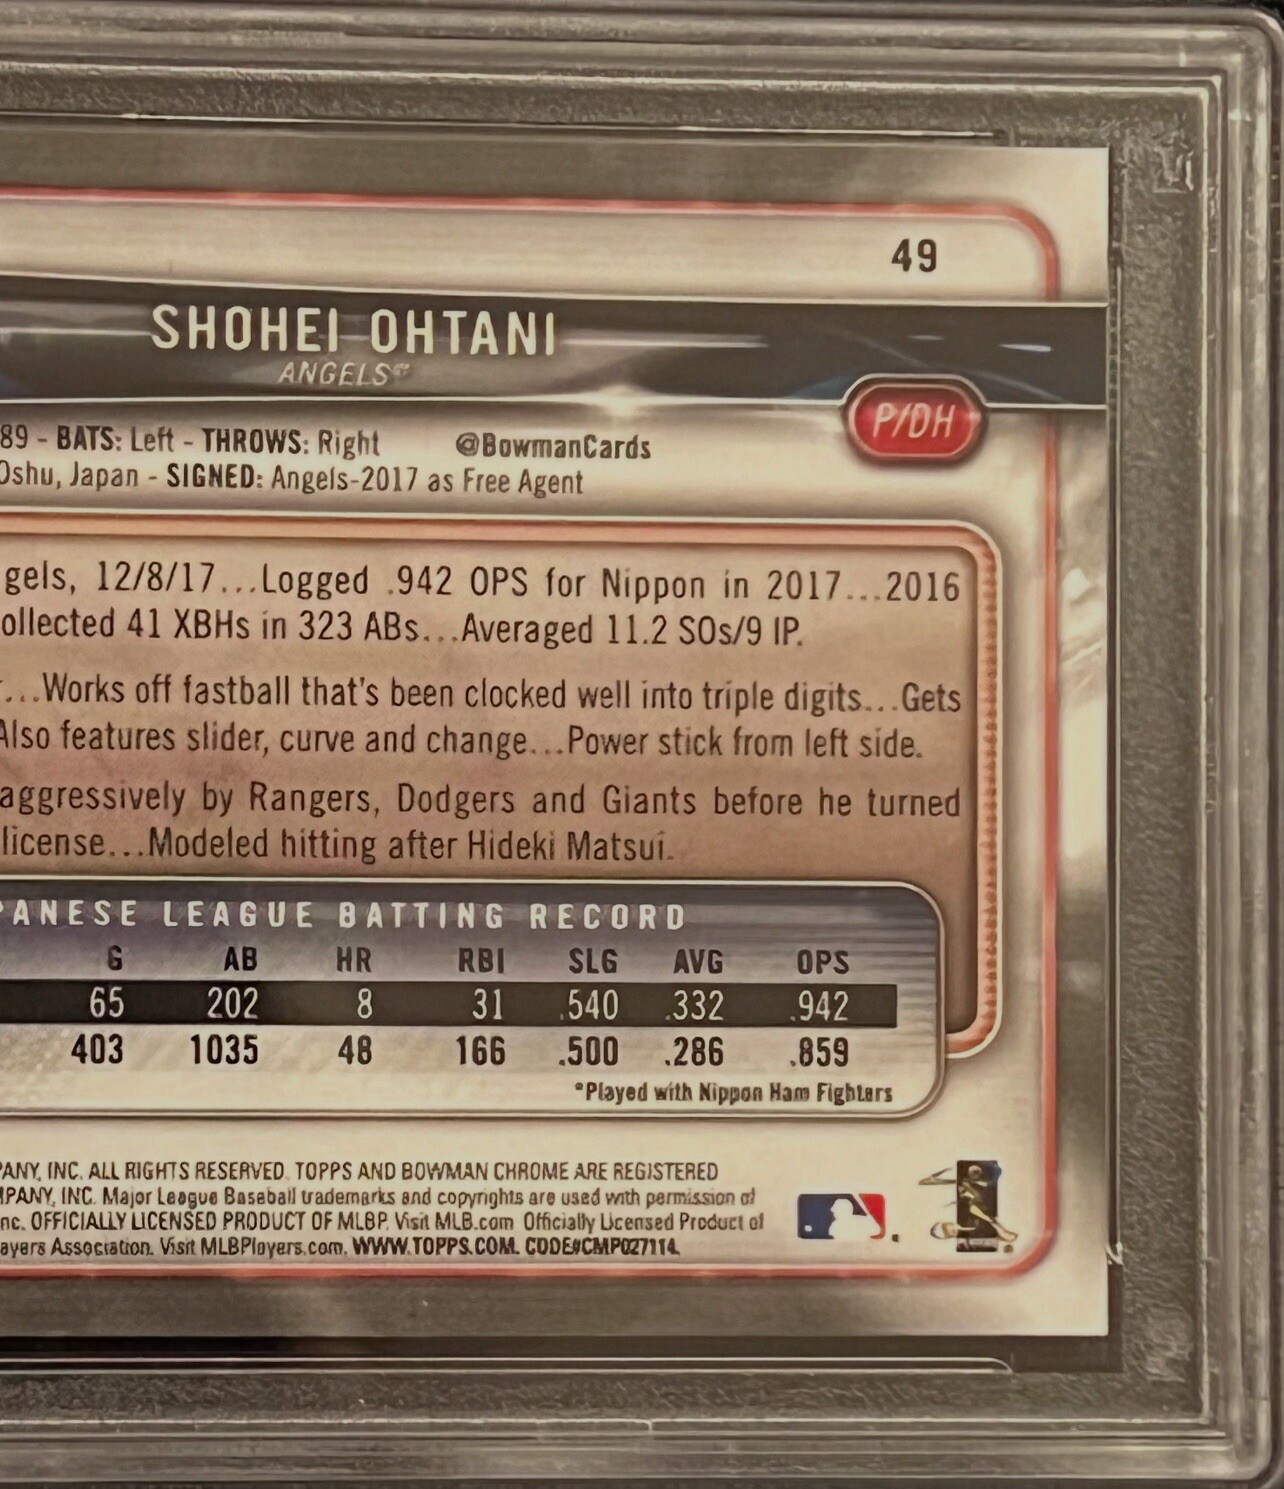 49
SHOHEI OHTANI
ANGELS
P/DH
89 - BATS: Left - THROWS: Right @BowmanCards
Oshu, Japan - SIGNED: Angels-2017 as Free Agent
gels, 12/8/17...Logged .942 OPS for Nippon in 2017...2016
ollected 41 XBHs in 323 ABs...Averaged 11.2 SOs/9 IP.
...Works off fastball that's been clocked well into triple digits...Gets
Also features slider, curve and change...Power stick from left side.
aggressively by Rangers, Dodgers and Giants before he turned
license...Modeled hitting after Hideki Matsui.
PANESE LEAGUE BATTING RECORD
G AB HR RBI SLG AVG OPS
65 202 8 31 .540 .332 .942
403 1035 48 166 .500 .286 .859
*Played with Nippon Ham Fighters
PANY, INC. ALL RIGHTS RESERVED. TOPPS AND BOWMAN CHROME ARE REGISTERED
MPANY, INC. Major League Baseball trademarks and copyrights are used with permission of
nc. OFFICIALLY LICENSED PRODUCT OF MLBP. Visit MLB.com Officially Licensed Product of
ayers Association. Visit MLBPlayers.com. WWW.TOPPS.COM. CODE#CMP027114